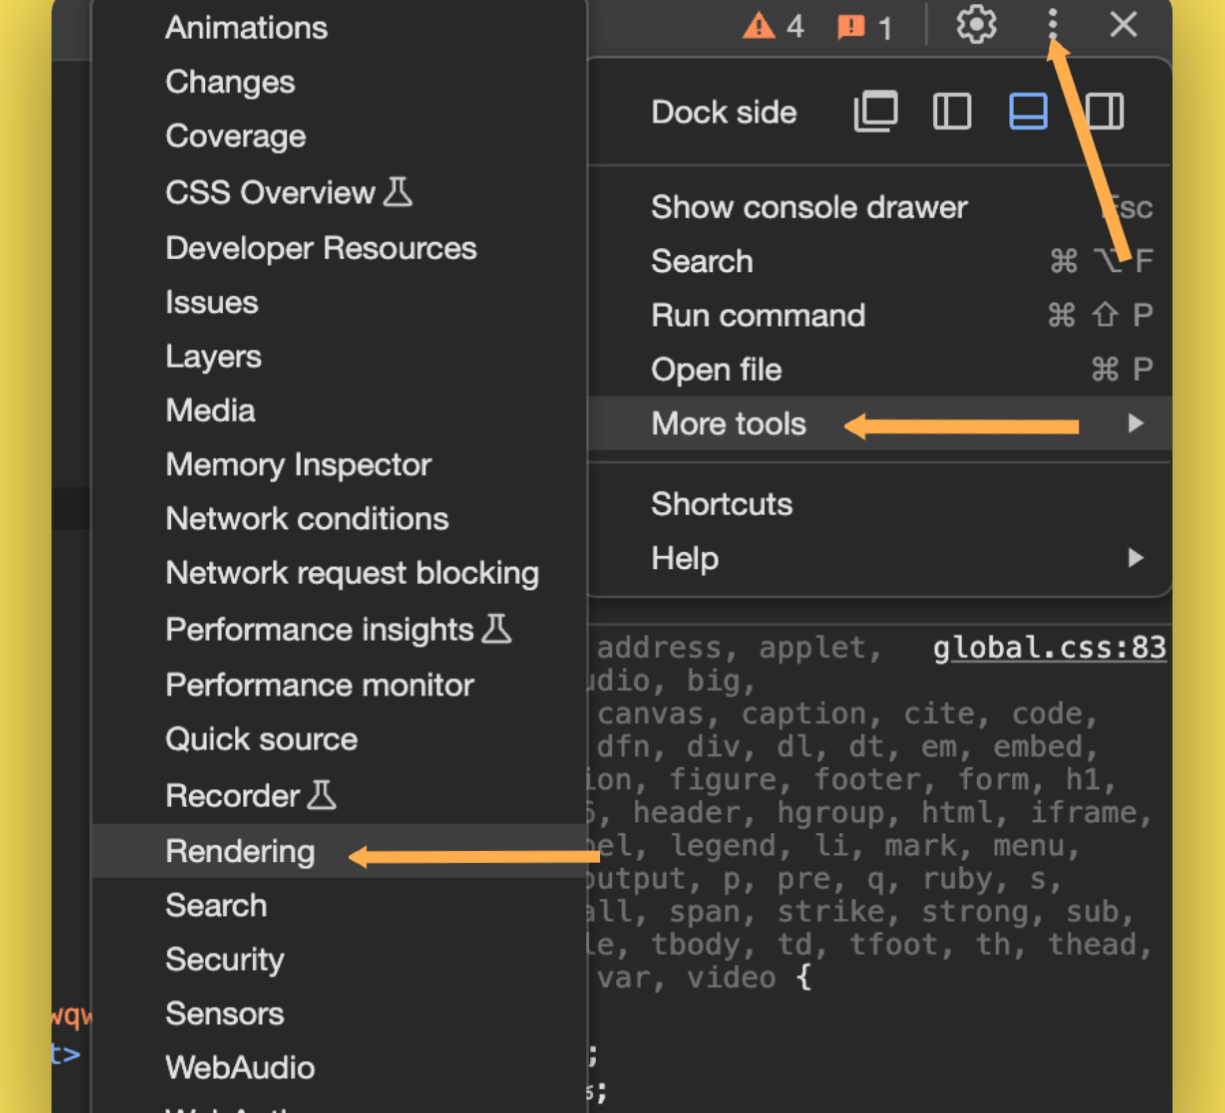 Animations
Changes
Coverage
CSS Overview
Developer Resources
Issues
Layers
Media
Memory Inspector
Network conditions
Network request blocking
Performance insights
Performance monitor
Quick source
Recorder
Rendering
Search
Security
Sensors
WebAudio
4 1
Dock side
Show console drawer Esc
Search ⌘ ⌥ F
Run command ⌘ ⇧ P
Open file ⌘ P
More tools
Shortcuts
Help
address, applet, global.css:83
udio, big,
canvas, caption, cite, code,
dfn, div, dl, dt, em, embed,
ion, figure, footer, form, h1,
6, header, hgroup, html, iframe,
bel, legend, li, mark, menu,
output, p, pre, q, ruby, s,
all, span, strike, strong, sub,
le, tbody, td, tfoot, th, thead,
var, video {
wqw
t> ;
;